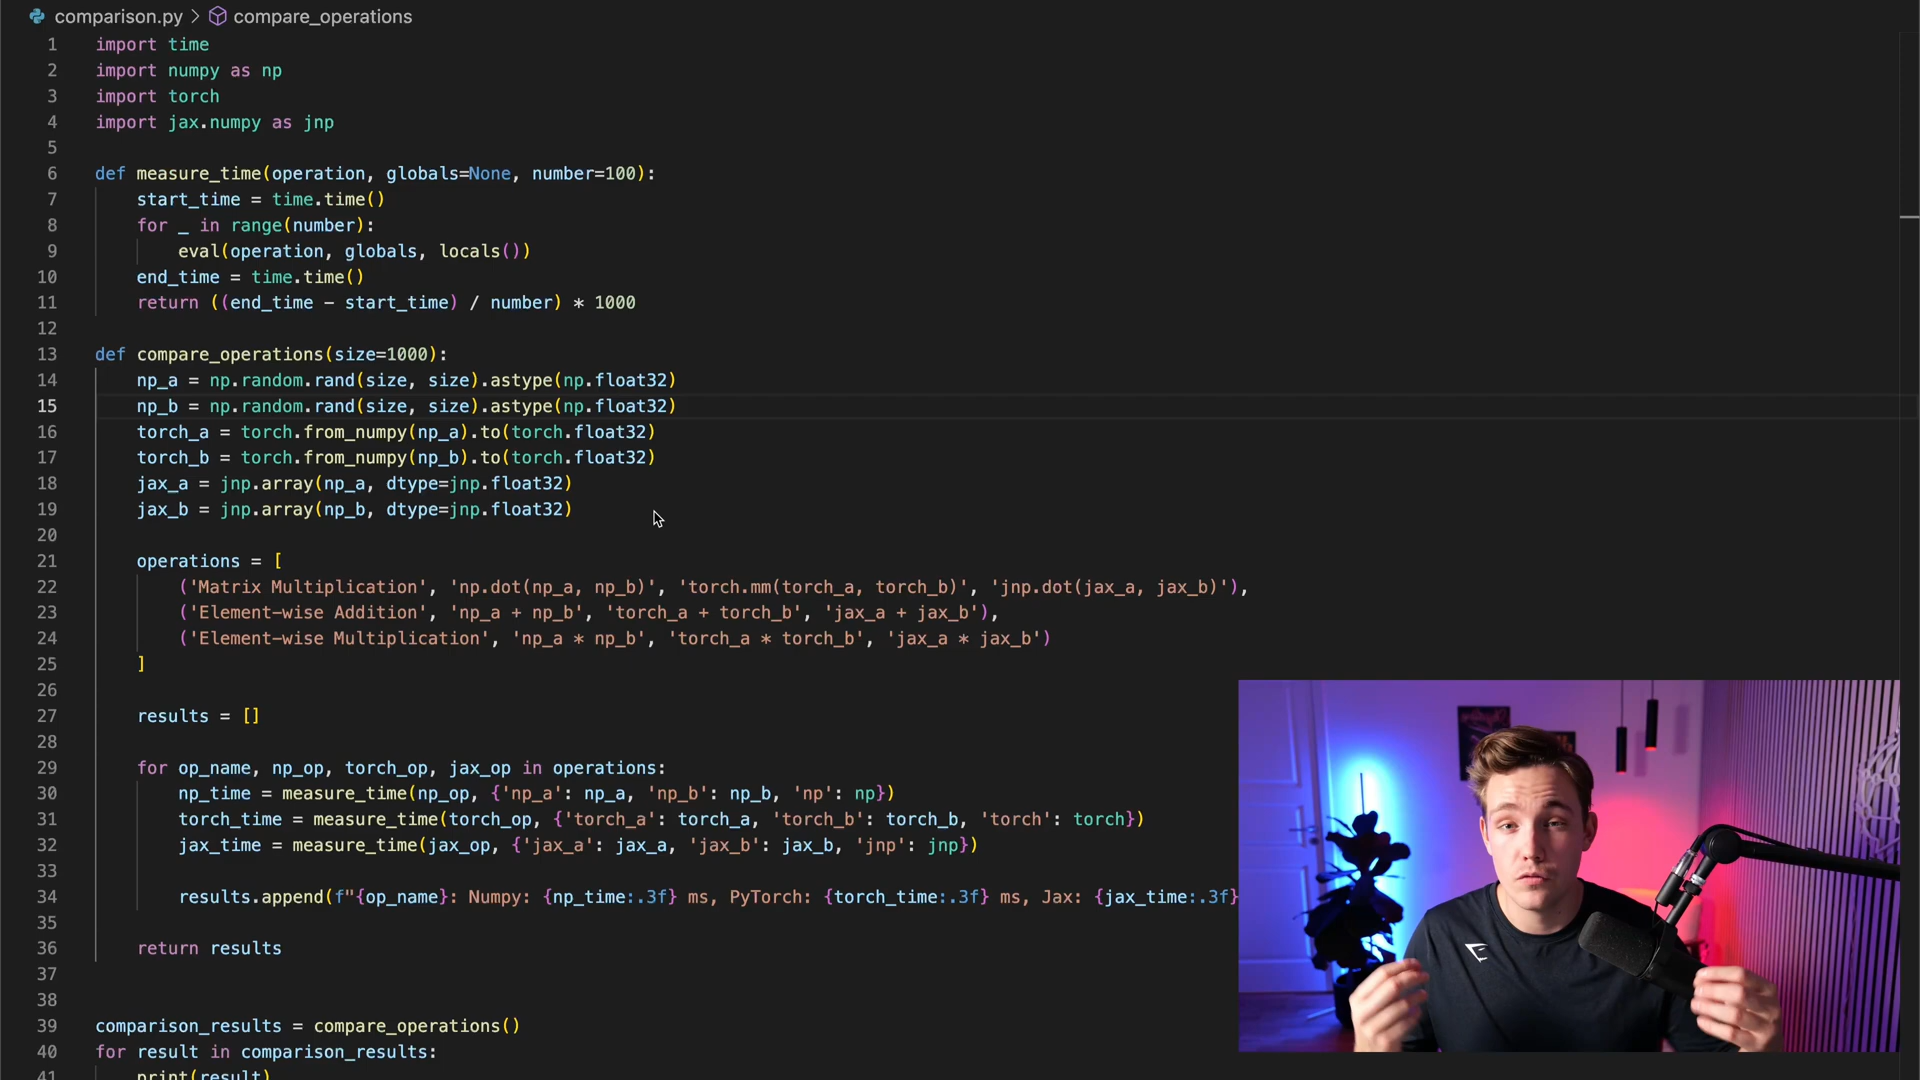 comparison.py > compare_operations
1 import time
2 import numpy as np
3 import torch
4 import jax.numpy as jnp
5
6 def measure_time(operation, globals=None, number=100):
7 start_time = time.time()
8 for _ in range(number):
9 eval(operation, globals, locals())
10 end_time = time.time()
11 return ((end_time - start_time) / number) * 1000
12
13 def compare_operations(size=1000):
14 np_a = np.random.rand(size, size).astype(np.float32)
15 np_b = np.random.rand(size, size).astype(np.float32)
16 torch_a = torch.from_numpy(np_a).to(torch.float32)
17 torch_b = torch.from_numpy(np_b).to(torch.float32)
18 jax_a = jnp.array(np_a, dtype=jnp.float32)
19 jax_b = jnp.array(np_b, dtype=jnp.float32)
20
21 operations = [
22 ('Matrix Multiplication', 'np.dot(np_a, np_b)', 'torch.mm(torch_a, torch_b)', 'jnp.dot(jax_a, jax_b)'),
23 ('Element-wise Addition', 'np_a + np_b', 'torch_a + torch_b', 'jax_a + jax_b'),
24 ('Element-wise Multiplication', 'np_a * np_b', 'torch_a * torch_b', 'jax_a * jax_b')
25 ]
26
27 results = []
28
29 for op_name, np_op, torch_op, jax_op in operations:
30 np_time = measure_time(np_op, {'np_a': np_a, 'np_b': np_b, 'np': np})
31 torch_time = measure_time(torch_op, {'torch_a': torch_a, 'torch_b': torch_b, 'torch': torch})
32 jax_time = measure_time(jax_op, {'jax_a': jax_a, 'jax_b': jax_b, 'jnp': jnp})
33
34 results.append(f"{op_name}: Numpy: {np_time:.3f} ms, PyTorch: {torch_time:.3f} ms, Jax: {jax_time:.3f}
35
36 return results
37
38
39 comparison_results = compare_operations()
40 for result in comparison_results:
41 print(result)